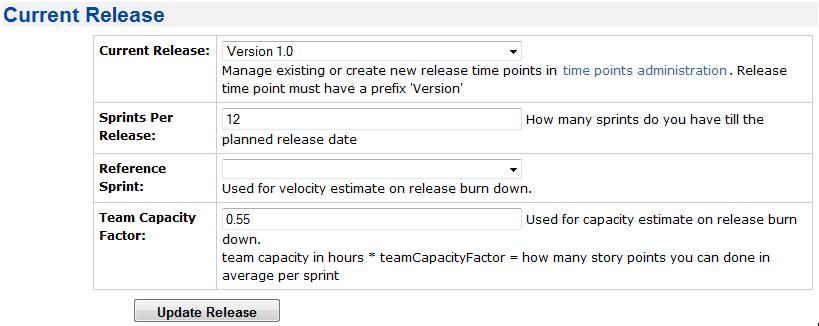 Current Release
Current Release: Version 1.0
Manage existing or create new release time points in time points administration. Release
time point must have a prefix 'Version'
Sprints Per 12 How many sprints do you have till the
Release: planned release date
Reference
Sprint: Used for velocity estimate on release burn down.
Team Capacity 0.55 Used for capacity estimate on release burn
Factor: down.
team capacity in hours * teamCapacityFactor = how many story points you can done in
average per sprint
Update Release